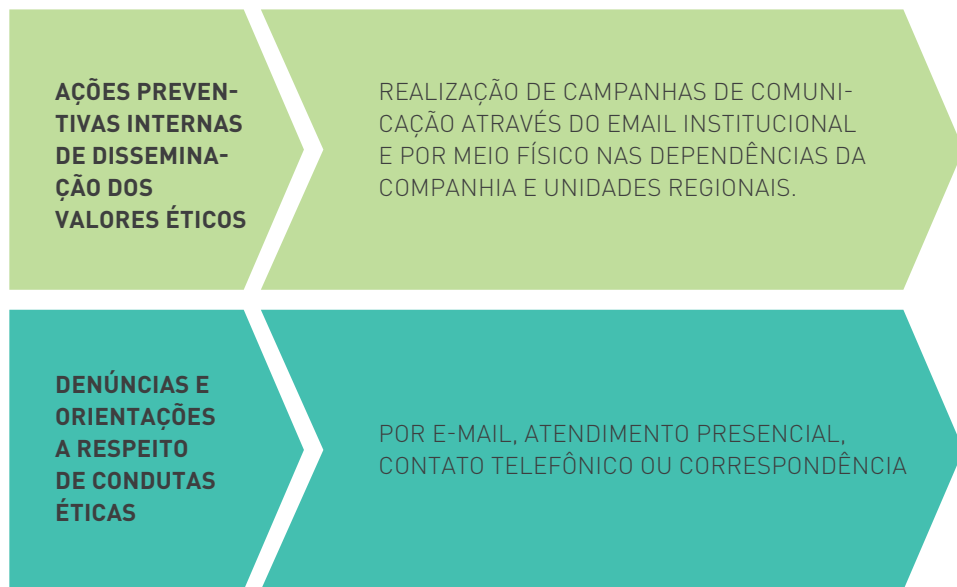 AÇÕES PREVEN-
TIVAS INTERNAS
DE DISSEMINA-
ÇÃO DOS
VALORES ÉTICOS
REALIZAÇÃO DE CAMPANHAS DE COMUNI-
CAÇÃO ATRAVÉS DO EMAIL INSTITUCIONAL
E POR MEIO FÍSICO NAS DEPENDÊNCIAS DA
COMPANHIA E UNIDADES REGIONAIS.
DENÚNCIAS E
ORIENTAÇÕES
A RESPEITO
DE CONDUTAS
ÉTICAS
POR E-MAIL, ATENDIMENTO PRESENCIAL,
CONTATO TELEFÔNICO OU CORRESPONDÊNCIA